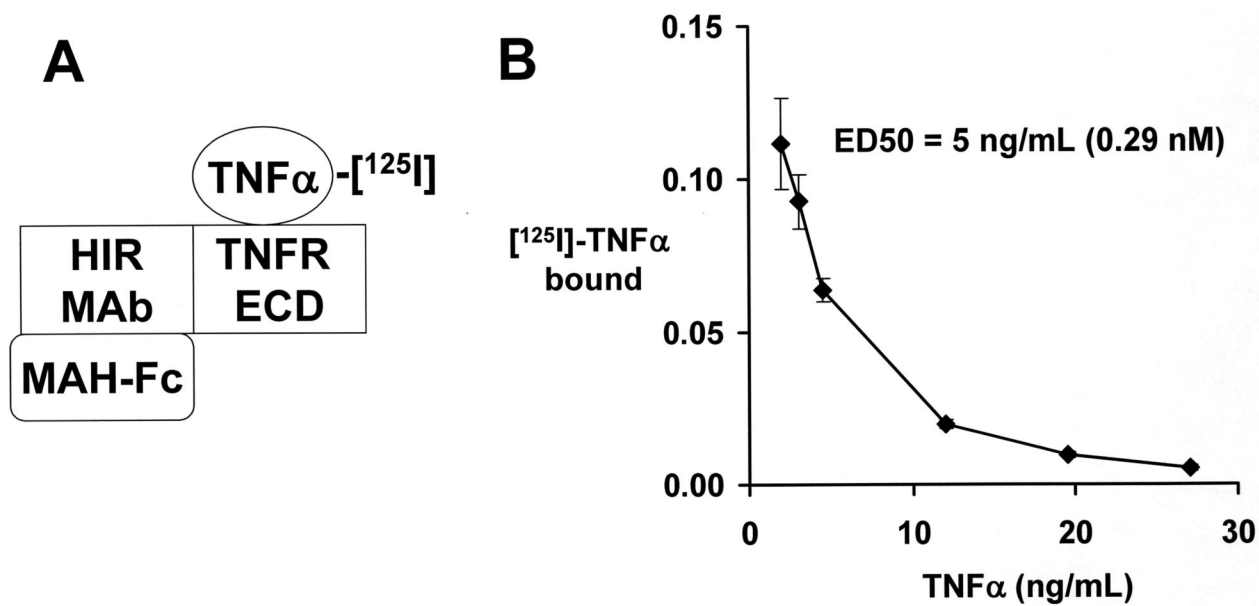 A
TNFα -[¹²⁵I]
HIR
MAb
TNFR
ECD
MAH-Fc
B
ED50 = 5 ng/mL (0.29 nM)
[¹²⁵I]-TNFα
bound
0.15
0.10
0.05
0.00
0
10
20
30
TNFα (ng/mL)